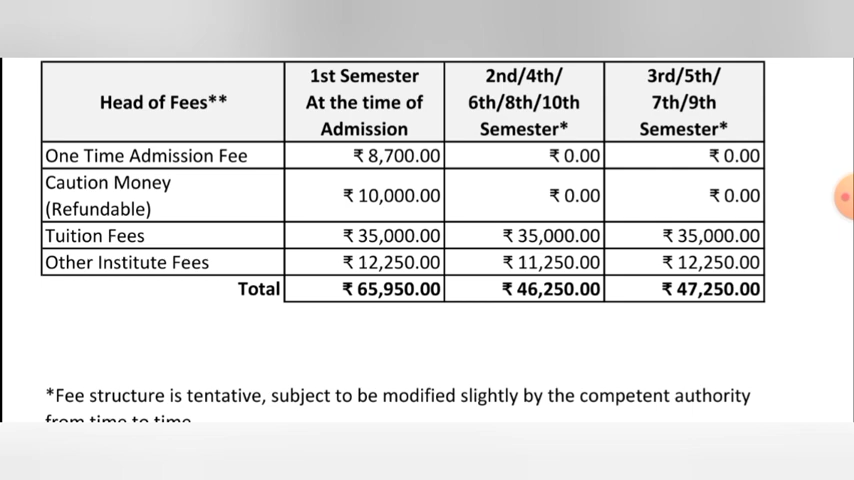 Head of Fees** 1st Semester At the time of Admission 2nd/4th/ 6th/8th/10th Semester* 3rd/5th/ 7th/9th Semester*
One Time Admission Fee ₹ 8,700.00 ₹ 0.00 ₹ 0.00
Caution Money (Refundable) ₹ 10,000.00 ₹ 0.00 ₹ 0.00
Tuition Fees ₹ 35,000.00 ₹ 35,000.00 ₹ 35,000.00
Other Institute Fees ₹ 12,250.00 ₹ 11,250.00 ₹ 12,250.00
Total ₹ 65,950.00 ₹ 46,250.00 ₹ 47,250.00
*Fee structure is tentative, subject to be modified slightly by the competent authority
from time to time